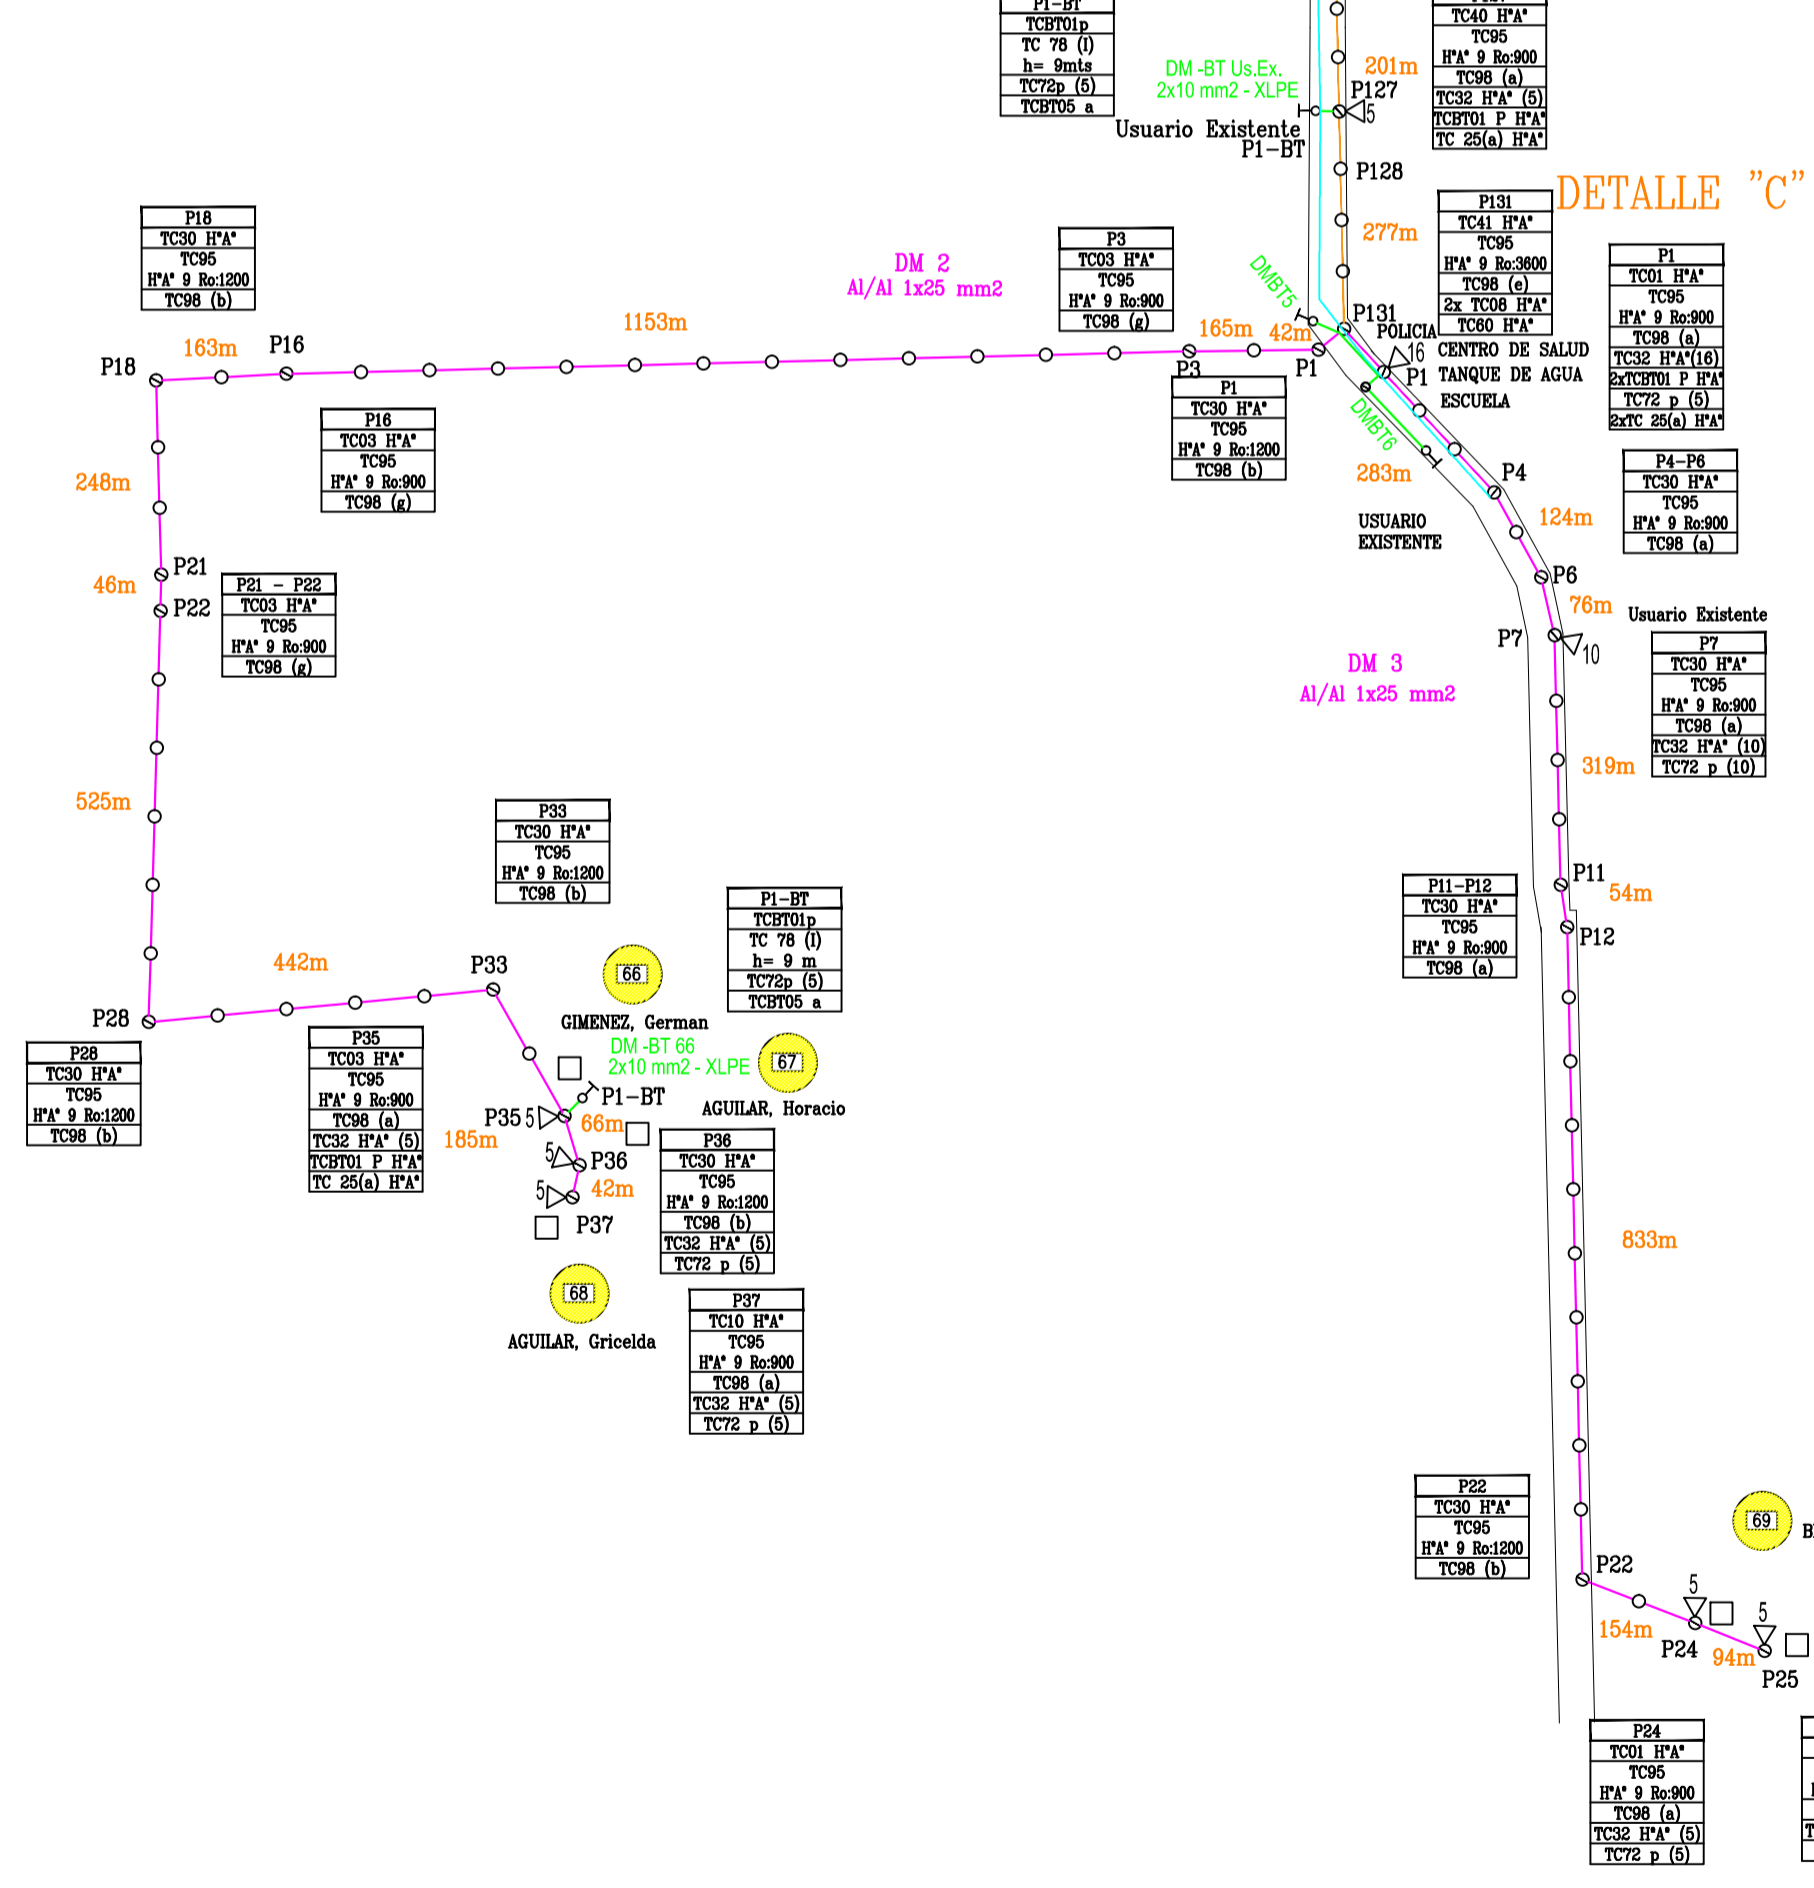 P1-BT
TCBT01p
TC 78 (I)
h= 9mts
TC72p (5)
TCBT05 a
DM -BT Us.Ex.
2x10 mm2 - XLPE
Usuario Existente
P1-BT
201m
P127
5
P128
277m
TC40 H°A°
TC95
H°A° 9 Ro:900
TC98 (a)
TC32 H°A° (5)
TCBT01 P H°A°
TC 25(a) H°A°
DETALLE "C"
P131
TC41 H°A°
TC95
H°A° 9 Ro:3600
TC98 (e)
2x TC08 H°A°
TC60 H°A°
P1
TC01 H°A°
TC95
H°A° 9 Ro:900
TC98 (a)
TC32 H°A°(16)
2xTCBT01 P H°A°
TC72 p (5)
2xTC 25(a) H°A°
P18
TC30 H°A°
TC95
H°A° 9 Ro:1200
TC98 (b)
DM 2
Al/Al 1x25 mm2
P3
TC03 H°A°
TC95
H°A° 9 Ro:900
TC98 (g)
DMBT5
P131
POLICIA
16
CENTRO DE SALUD
P1
TANQUE DE AGUA
ESCUELA
P18
163m
P16
1153m
165m
42m
P3
P1
P1
TC30 H°A°
TC95
H°A° 9 Ro:1200
TC98 (b)
DMBT6
283m
USUARIO
EXISTENTE
P4
124m
P4-P6
TC30 H°A°
TC95
H°A° 9 Ro:900
TC98 (a)
P16
TC03 H°A°
TC95
H°A° 9 Ro:900
TC98 (g)
248m
P21
46m
P22
P21 - P22
TC03 H°A°
TC95
H°A° 9 Ro:900
TC98 (g)
P6
76m
Usuario Existente
P7
10
P7
TC30 H°A°
TC95
H°A° 9 Ro:900
TC98 (a)
TC32 H°A° (10)
TC72 p (10)
DM 3
Al/Al 1x25 mm2
319m
525m
P33
TC30 H°A°
TC95
H°A° 9 Ro:1200
TC98 (b)
P1-BT
TCBT01p
TC 78 (I)
h= 9 m
TC72p (5)
TCBT05 a
P11-P12
TC30 H°A°
TC95
H°A° 9 Ro:900
TC98 (a)
P11
54m
P12
442m
P33
66
GIMENEZ, German
DM -BT 66
2x10 mm2 - XLPE
67
AGUILAR, Horacio
P28
P28
TC30 H°A°
TC95
H°A° 9 Ro:1200
TC98 (b)
P35
TC03 H°A°
TC95
H°A° 9 Ro:900
TC98 (a)
TC32 H°A° (5)
TCBT01 P H°A°
TC 25(a) H°A°
P1-BT
P35
5
66m
185m
5
P36
5
42m
P37
P36
TC30 H°A°
TC95
H°A° 9 Ro:1200
TC98 (b)
TC32 H°A° (5)
TC72 p (5)
68
AGUILAR, Gricelda
P37
TC10 H°A°
TC95
H°A° 9 Ro:900
TC98 (a)
TC32 H°A° (5)
TC72 p (5)
833m
P22
TC30 H°A°
TC95
H°A° 9 Ro:1200
TC98 (b)
69
P22
5
5
154m
P24
94m
P25
P24
TC01 H°A°
TC95
H°A° 9 Ro:900
TC98 (a)
TC32 H°A° (5)
TC72 p (5)